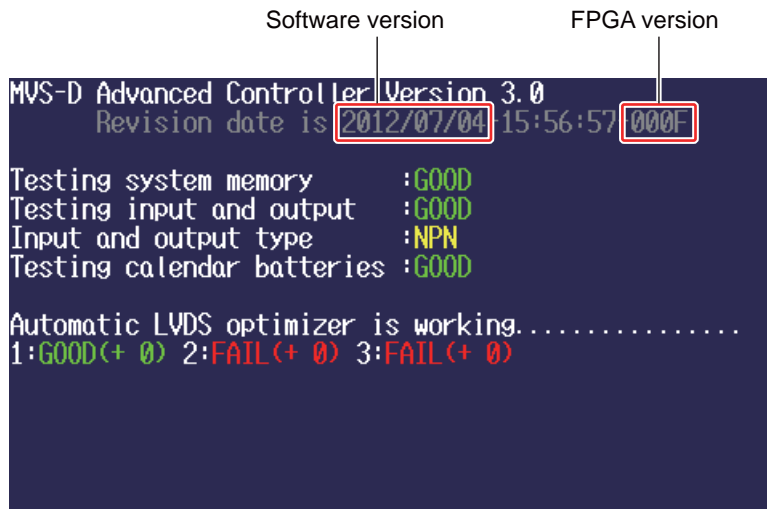 Software version
FPGA version
MVS-D Advanced Controller Version 3.0
Revision date is 2012/07/04-15:56:57-000F
Testing system memory :GOOD
Testing input and output :GOOD
Input and output type :NPN
Testing calendar batteries :GOOD
Automatic LVDS optimizer is working................
1:GOOD(+ 0) 2:FAIL(+ 0) 3:FAIL(+ 0)